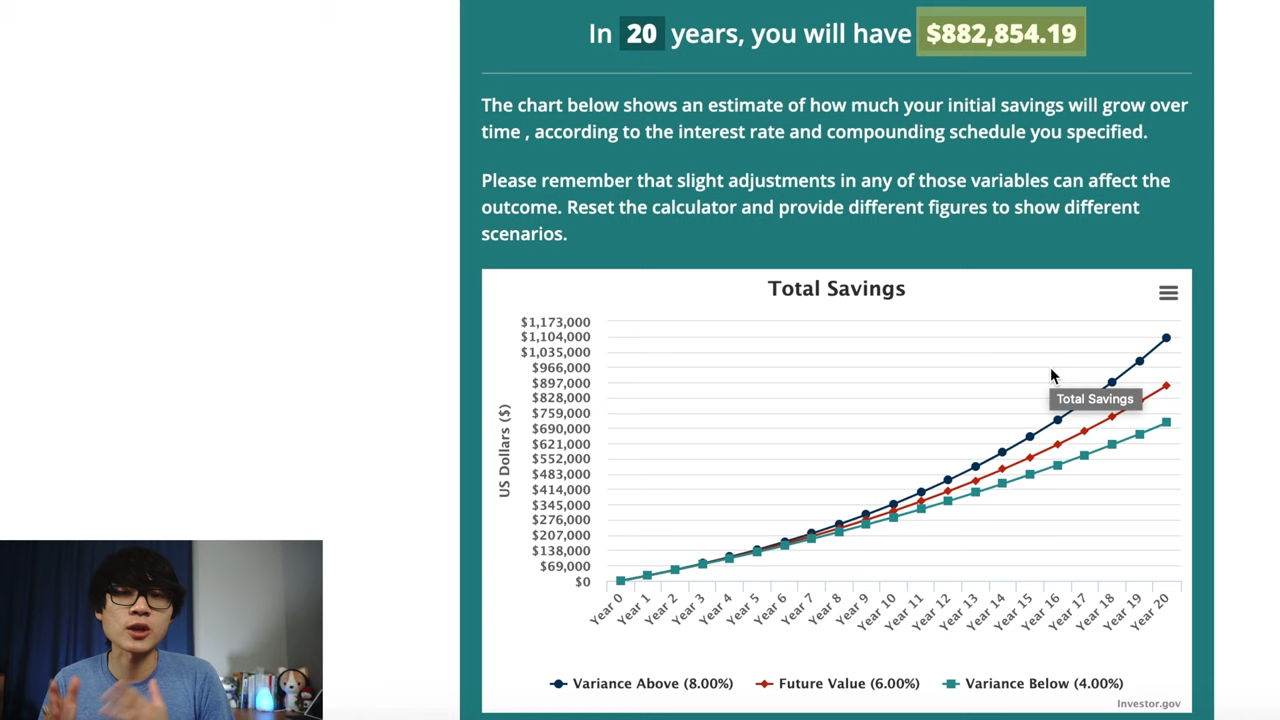 In 20 years, you will have $882,854.19
The chart below shows an estimate of how much your initial savings will grow over
time , according to the interest rate and compounding schedule you specified.
Please remember that slight adjustments in any of those variables can affect the
outcome. Reset the calculator and provide different figures to show different
scenarios.
Total Savings
$1,173,000
$1,104,000
$1,035,000
$966,000
$897,000
$828,000
$759,000
$690,000
$621,000
$552,000
$483,000
$414,000
$345,000
$276,000
$207,000
$138,000
$69,000
$0
US Dollars ($)
Total Savings
Year 0
Year 1
Year 2
Year 3
Year 4
Year 5
Year 6
Year 7
Year 8
Year 9
Year 10
Year 11
Year 12
Year 13
Year 14
Year 15
Year 16
Year 17
Year 18
Year 19
Year 20
Variance Above (8.00%)
Future Value (6.00%)
Variance Below (4.00%)
Investor.gov